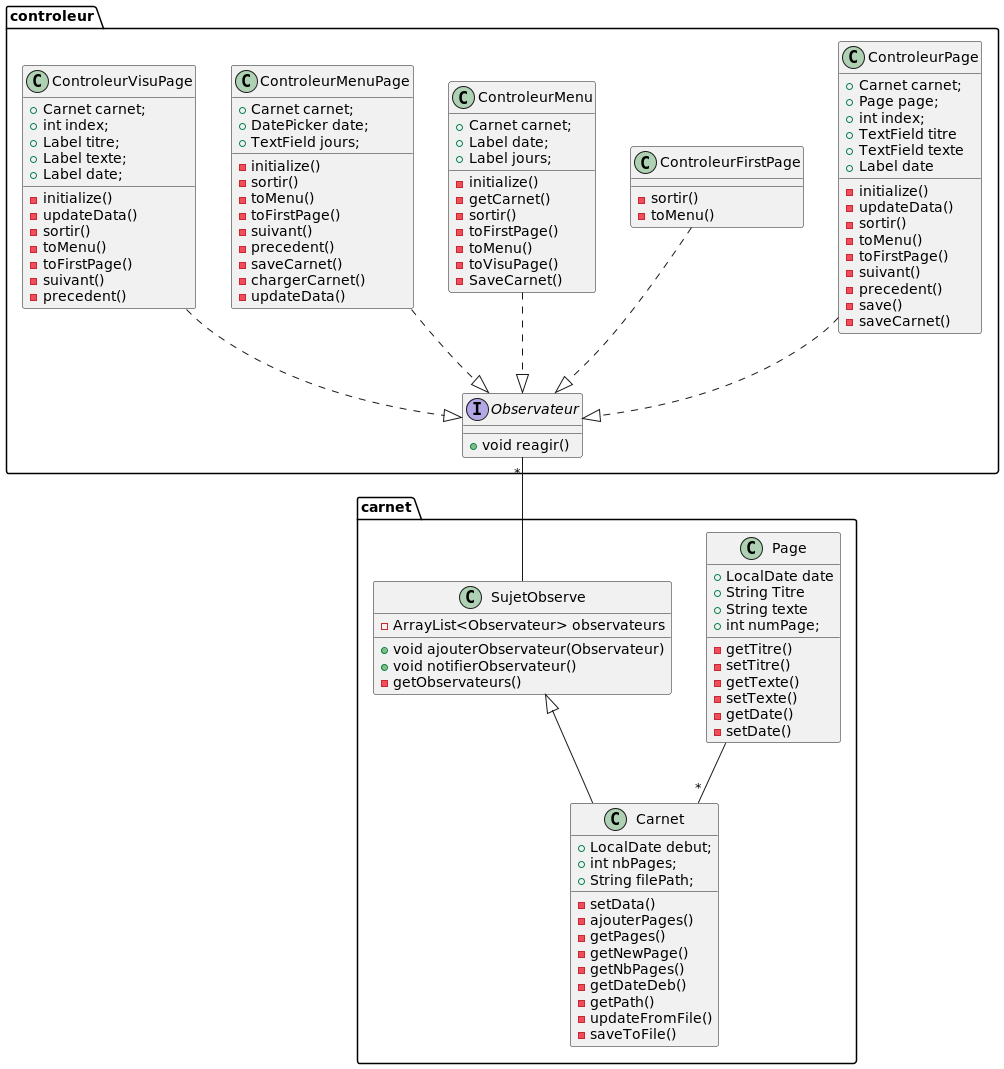 controleur
C ControleurVisuPage
Carnet carnet;
int index;
Label titre;
Label texte;
Label date;
initialize()
updateData()
sortir()
toMenu()
toFirstPage()
suivant()
precedent()
C ControleurMenuPage
Carnet carnet;
DatePicker date;
TextField jours;
initialize()
sortir()
toMenu()
toFirstPage()
suivant()
precedent()
saveCarnet()
chargerCarnet()
updateData()
C ControleurMenu
Carnet carnet;
Label date;
Label jours;
initialize()
getCarnet()
sortir()
toFirstPage()
toMenu()
toVisuPage()
SaveCarnet()
C ControleurFirstPage
sortir()
toMenu()
C ControleurPage
Carnet carnet;
Page page;
int index;
TextField titre
TextField texte
Label date
initialize()
updateData()
sortir()
toMenu()
toFirstPage()
suivant()
precedent()
save()
saveCarnet()
I Observateur
void reagir()
*
carnet
C SujetObserve
ArrayList<Observateur> observateurs
void ajouterObservateur(Observateur)
void notifierObservateur()
getObservateurs()
C Page
LocalDate date
String Titre
String texte
int numPage;
getTitre()
setTitre()
getTexte()
setTexte()
getDate()
setDate()
*
C Carnet
LocalDate debut;
int nbPages;
String filePath;
setData()
ajouterPages()
getPages()
getNewPage()
getNbPages()
getDateDeb()
getPath()
updateFromFile()
saveToFile()